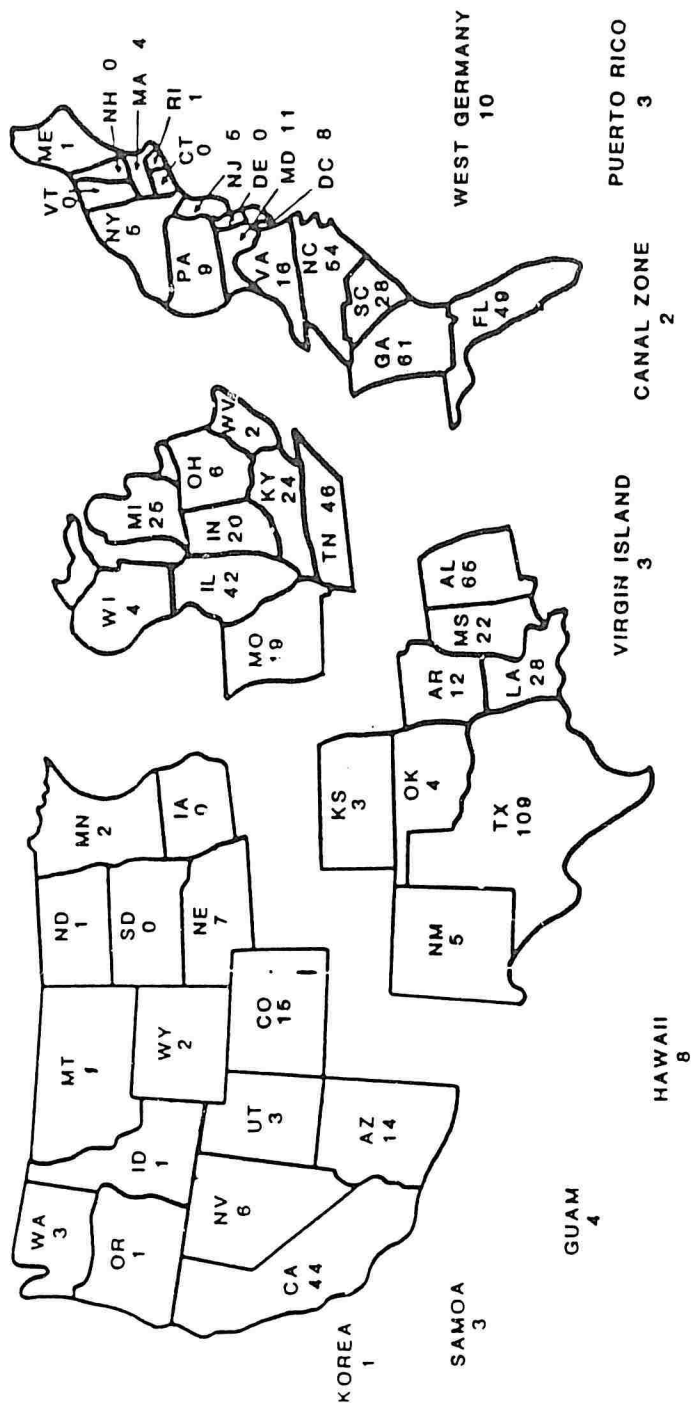 WA
3
OR
1
MT
1
ID
1
WY
2
ND
1
SD
0
NE
7
MN
2
IA
0
NV
6
UT
3
CO
15
CA
44
AZ
14
WI
4
MI
25
IL
42
IN
20
OH
6
WV
2
KY
24
MO
19
TN 46
VT
0
ME
1
NH 0
MA 4
RI
1
CT
0
NY
5
PA
9
NJ 5
DE 0
MD 11
DC 8
VA
16
NC
54
SC
28
GA
61
FL
49
KS
3
OK
4
AR
12
NM
5
TX
109
MS
22
AL
65
LA
28
KOREA
1
SAMOA
3
GUAM
4
HAWAII
8
VIRGIN ISLAND
3
CANAL ZONE
2
WEST GERMANY
10
PUERTO RICO
3